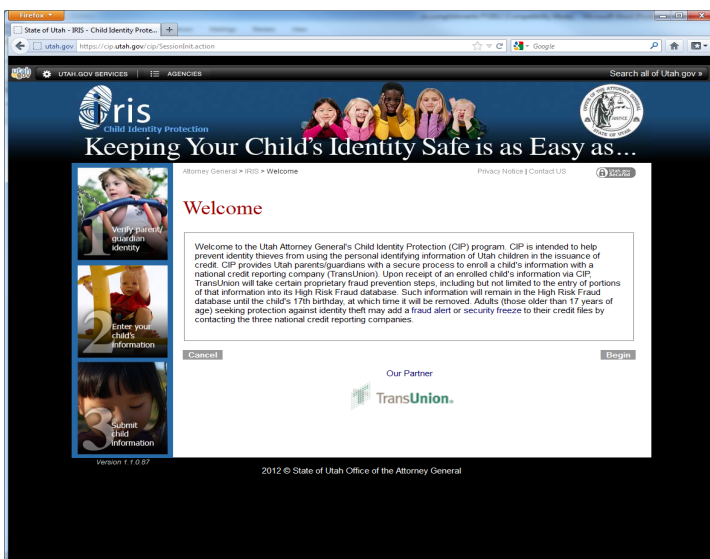 Firefox
State of Utah - IRIS - Child Identity Prote...
utah.gov https://cip.utah.gov/cip/SessionInit.action
Google
UTAH.GOV SERVICES
AGENCIES
Search all of Utah.gov »
iris
Child Identity Protection
Keeping Your Child's Identity Safe is as Easy as...
Attorney General > IRIS > Welcome
Privacy Notice | Contact US
Utah.gov
Secured
Welcome
Welcome to the Utah Attorney General's Child Identity Protection (CIP) program. CIP is intended to help
prevent identity thieves from using the personal identifying information of Utah children in the issuance of
credit. CIP provides Utah parents/guardians with a secure process to enroll a child's information with a
national credit reporting company (TransUnion). Upon receipt of an enrolled child's information via CIP,
TransUnion will take certain proprietary fraud prevention steps, including but not limited to the entry of portions
of that information into its High Risk Fraud database. Such information will remain in the High Risk Fraud
database until the child's 17th birthday, at which time it will be removed. Adults (those older than 17 years of
age) seeking protection against identity theft may add a fraud alert or security freeze to their credit files by
contacting the three national credit reporting companies.
Cancel
Begin
Our Partner
TransUnion
1
Verify parent/
guardian
identity
2
Enter your
child's
information
3
Submit
child
information
Version 1.1.0.87
2012 © State of Utah Office of the Attorney General